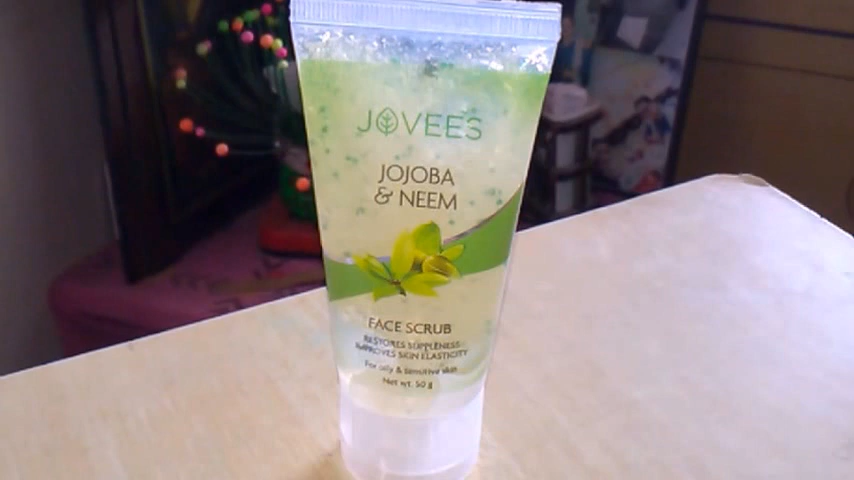 JOVEES
JOJOBA
& NEEM
FACE SCRUB
RESTORES SUPPLENESS
IMPROVES SKIN ELASTICITY
For oily & sensitive skin
Net wt. 50 g